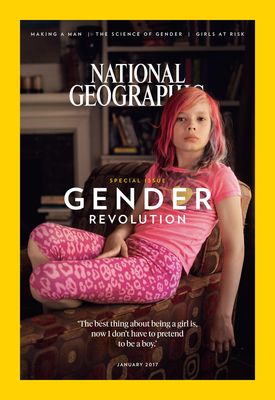 MAKING A MAN | THE SCIENCE OF GENDER | GIRLS AT RISK
NATIONAL
GEOGRAPHIC
SPECIAL ISSUE
GENDER
REVOLUTION
"The best thing about being a girl is,
now I don't have to pretend
to be a boy."
JANUARY 2017